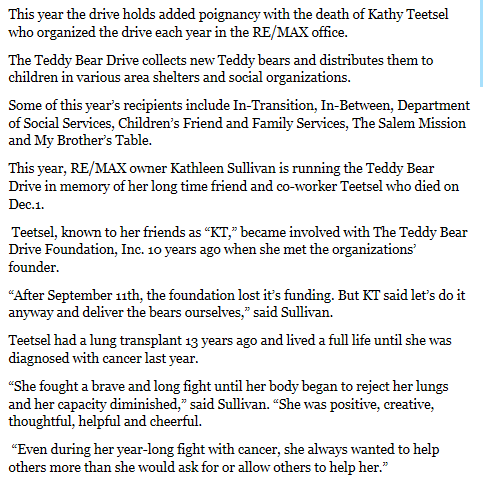 This year the drive holds added poignancy with the death of Kathy Teetsel
who organized the drive each year in the RE/MAX office.
The Teddy Bear Drive collects new Teddy bears and distributes them to
children in various area shelters and social organizations.
Some of this year's recipients include In-Transition, In-Between, Department
of Social Services, Children's Friend and Family Services, The Salem Mission
and My Brother's Table.
This year, RE/MAX owner Kathleen Sullivan is running the Teddy Bear
Drive in memory of her long time friend and co-worker Teetsel who died on
Dec.1.
Teetsel, known to her friends as “KT,” became involved with The Teddy Bear
Drive Foundation, Inc. 10 years ago when she met the organizations’
founder.
“After September 11th, the foundation lost it’s funding. But KT said let’s do it
anyway and deliver the bears ourselves,” said Sullivan.
Teetsel had a lung transplant 13 years ago and lived a full life until she was
diagnosed with cancer last year.
“She fought a brave and long fight until her body began to reject her lungs
and her capacity diminished,” said Sullivan. “She was positive, creative,
thoughtful, helpful and cheerful.
“Even during her year-long fight with cancer, she always wanted to help
others more than she would ask for or allow others to help her.”